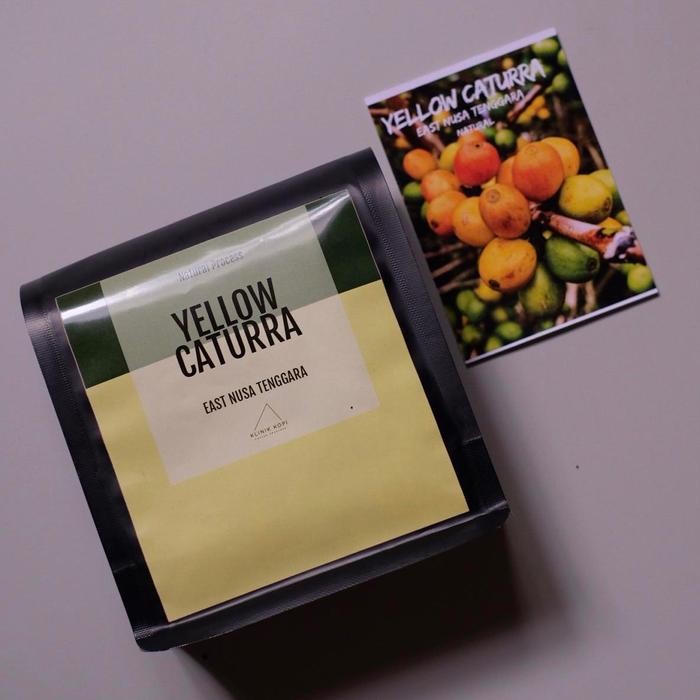 Natural Process
YELLOW
CATURRA
EAST NUSA TENGGARA
KLINIK KOPI
YELLOW CATURRA
EAST NUSA TENGGARA
NATURAL